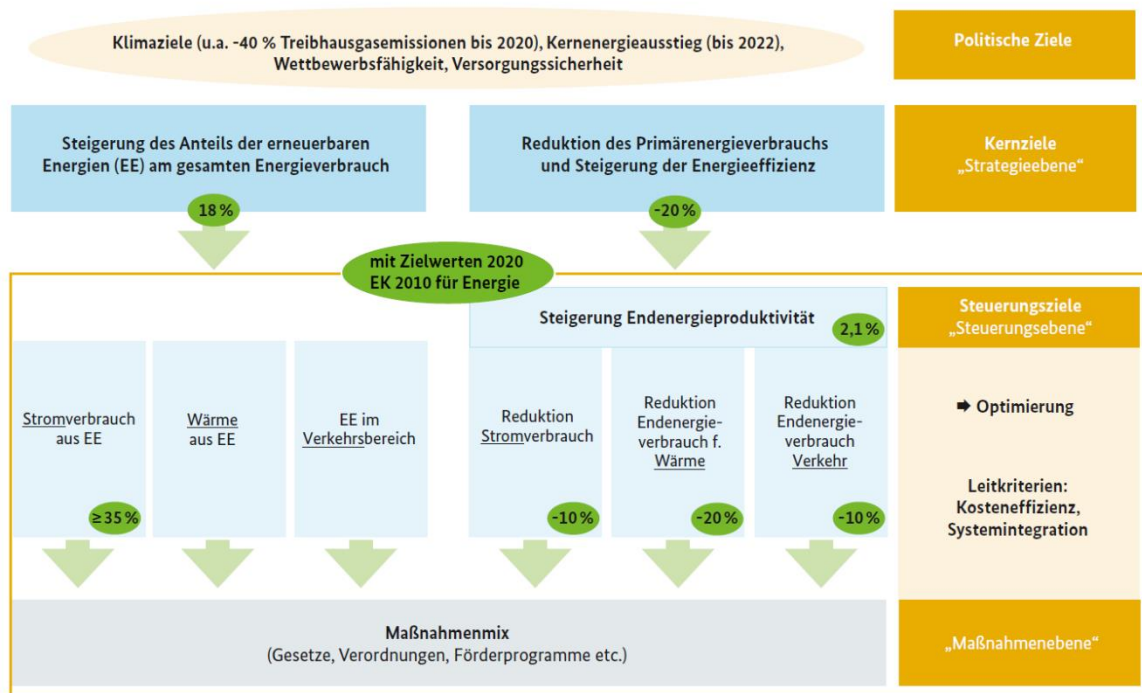 Klimaziele (u.a. -40 % Treibhausgasemissionen bis 2020), Kernenergieausstieg (bis 2022),
Wettbewerbsfähigkeit, Versorgungssicherheit
Politische Ziele
Steigerung des Anteils der erneuerbaren
Energien (EE) am gesamten Energieverbrauch
18 %
Reduktion des Primärenergieverbrauchs
und Steigerung der Energieeffizienz
-20 %
Kernziele
„Strategieebene“
mit Zielwerten 2020
EK 2010 für Energie
Steigerung Endenergieproduktivität
2,1 %
Steuerungsziele
„Steuerungsebene“
Stromverbrauch
aus EE
≥ 35 %
Wärme
aus EE
EE im
Verkehrsbereich
Reduktion
Stromverbrauch
-10 %
Reduktion
Endenergie-
verbrauch f.
Wärme
-20 %
Reduktion
Endenergie-
verbrauch
Verkehr
-10 %
➡ Optimierung
Leitkriterien:
Kosteneffizienz,
Systemintegration
Maßnahmenmix
(Gesetze, Verordnungen, Förderprogramme etc.)
„Maßnahmenebene“